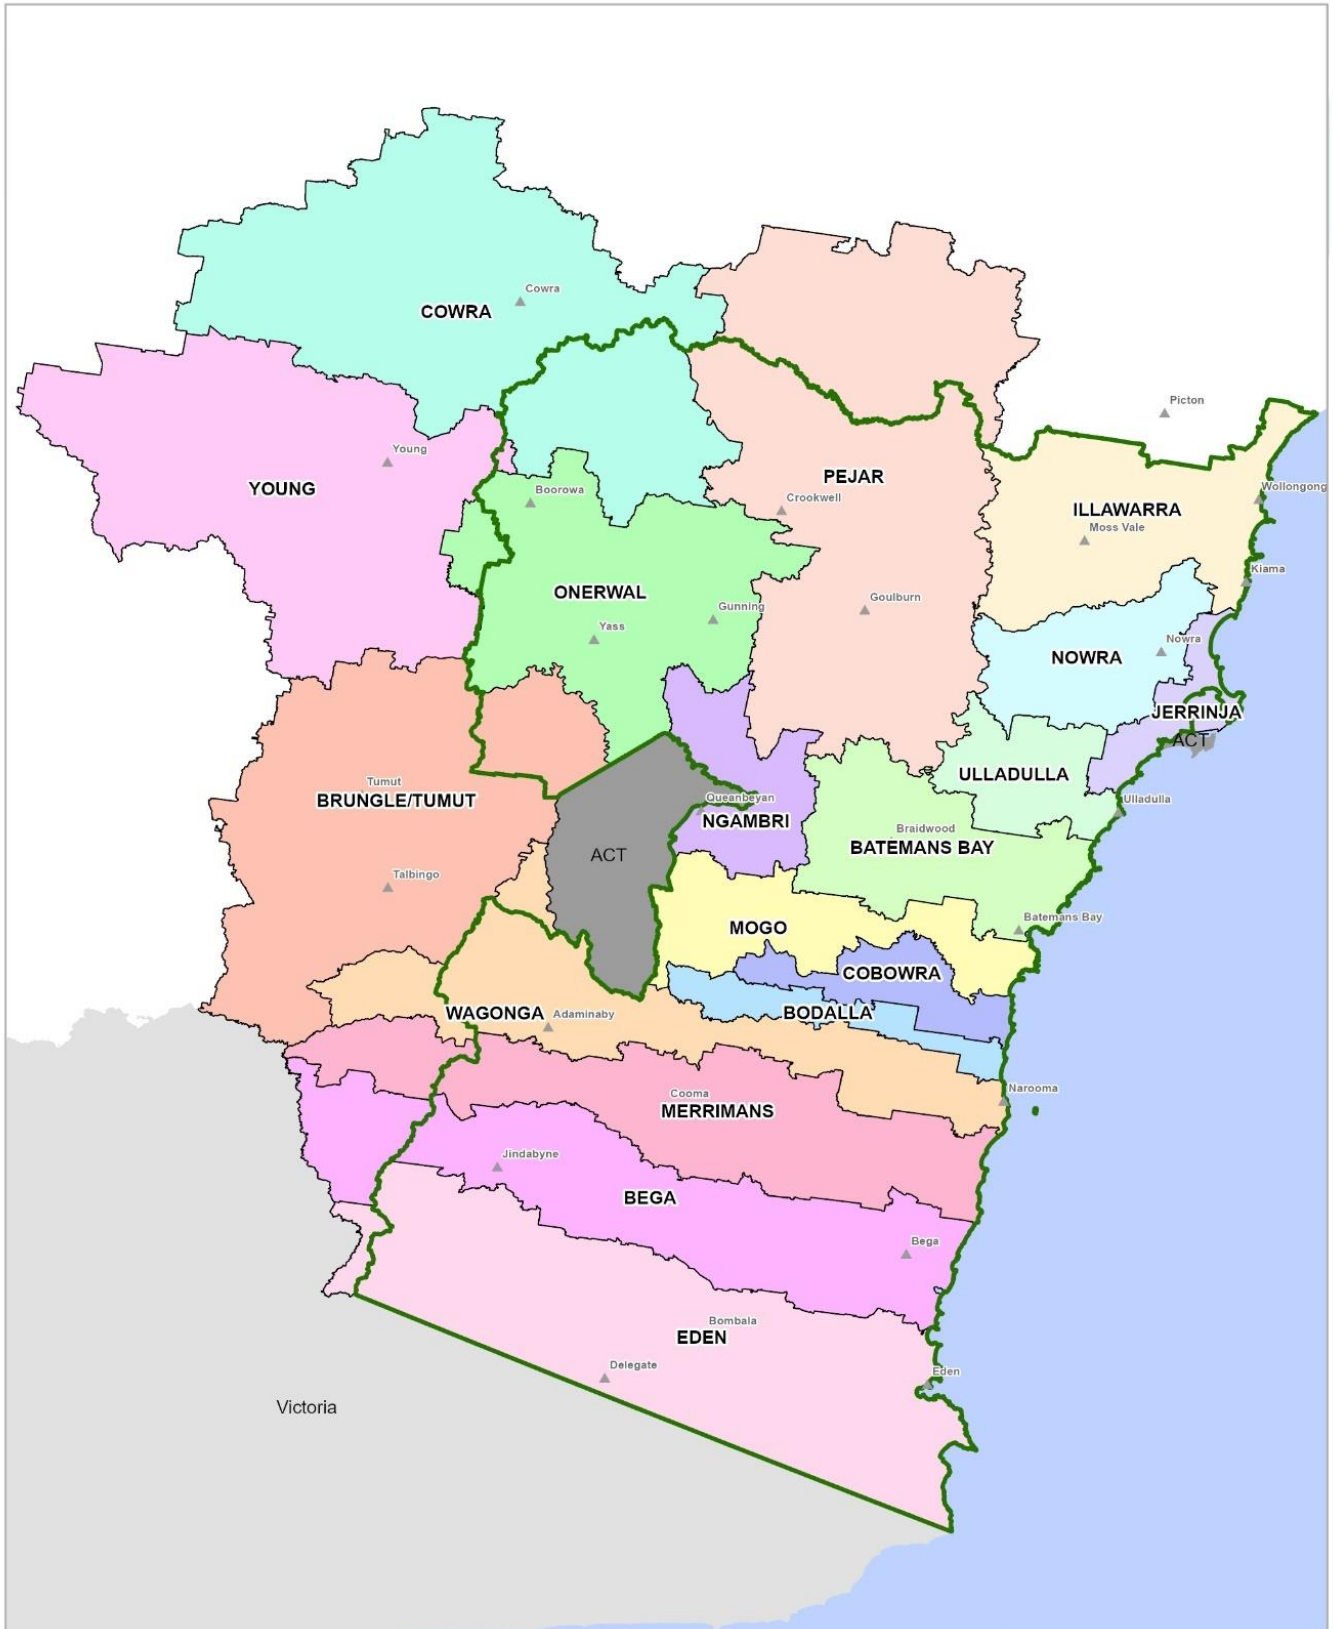 Cowra
COWRA
Picton
Young
YOUNG
PEJAR
Boorowa
Crookwell
Wollongong
ILLAWARRA
Moss Vale
Kiama
ONERWAL
Gunning
Goulburn
Yass
Nowra
NOWRA
JERRINJA
ACT
ULLADULLA
Tumut
BRUNGLE/TUMUT
Queanbeyan
NGAMBRI
Ulladulla
Braidwood
BATEMANS BAY
ACT
Talbingo
Batemans Bay
MOGO
COBOWRA
WAGONGA
Adaminaby
BODALLA
Narooma
Cooma
MERRIMANS
Jindabyne
BEGA
Bega
Bombala
EDEN
Delegate
Eden
Victoria